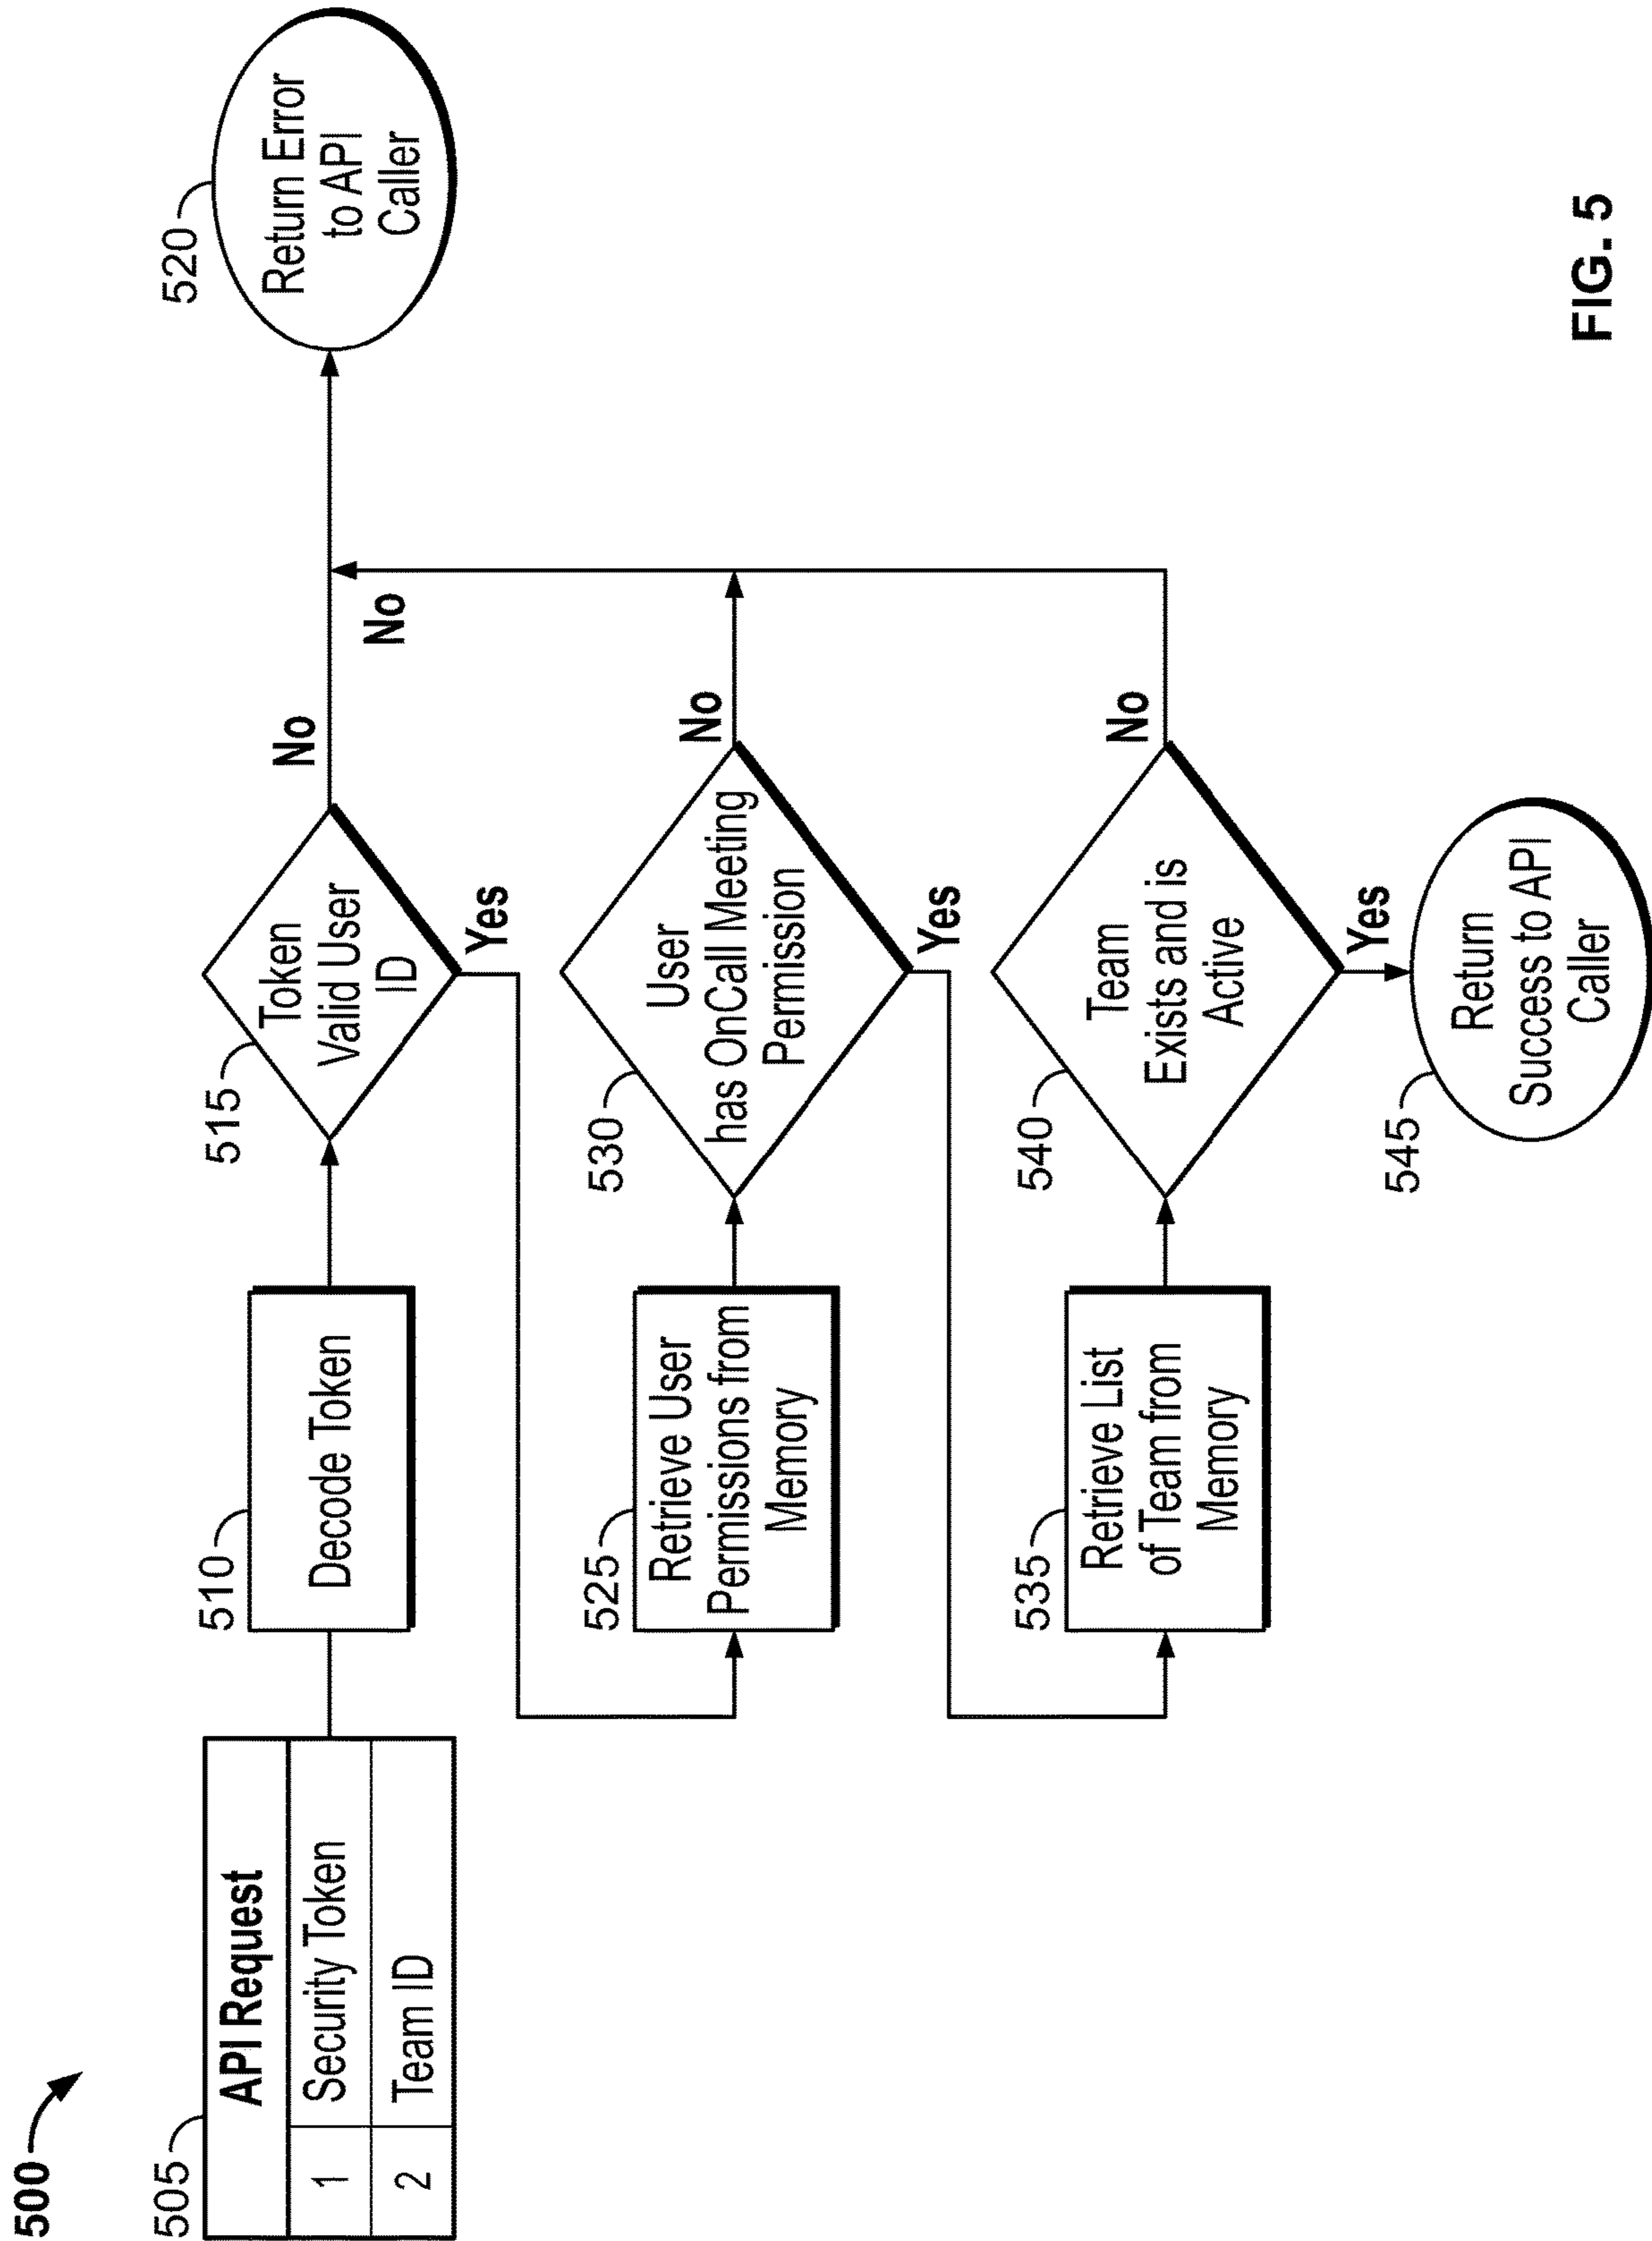 500
505
API Request
1 Security Token
2 Team ID
510
Decode Token
515
Token
Valid User
ID
No
Yes
No
520
Return Error
to API
Caller
525
Retrieve User
Permissions from
Memory
530
User
has OnCall Meeting
Permission
No
Yes
535
Retrieve List
of Team from
Memory
540
Team
Exists and is
Active
No
Yes
545
Return
Success to API
Caller
FIG. 5